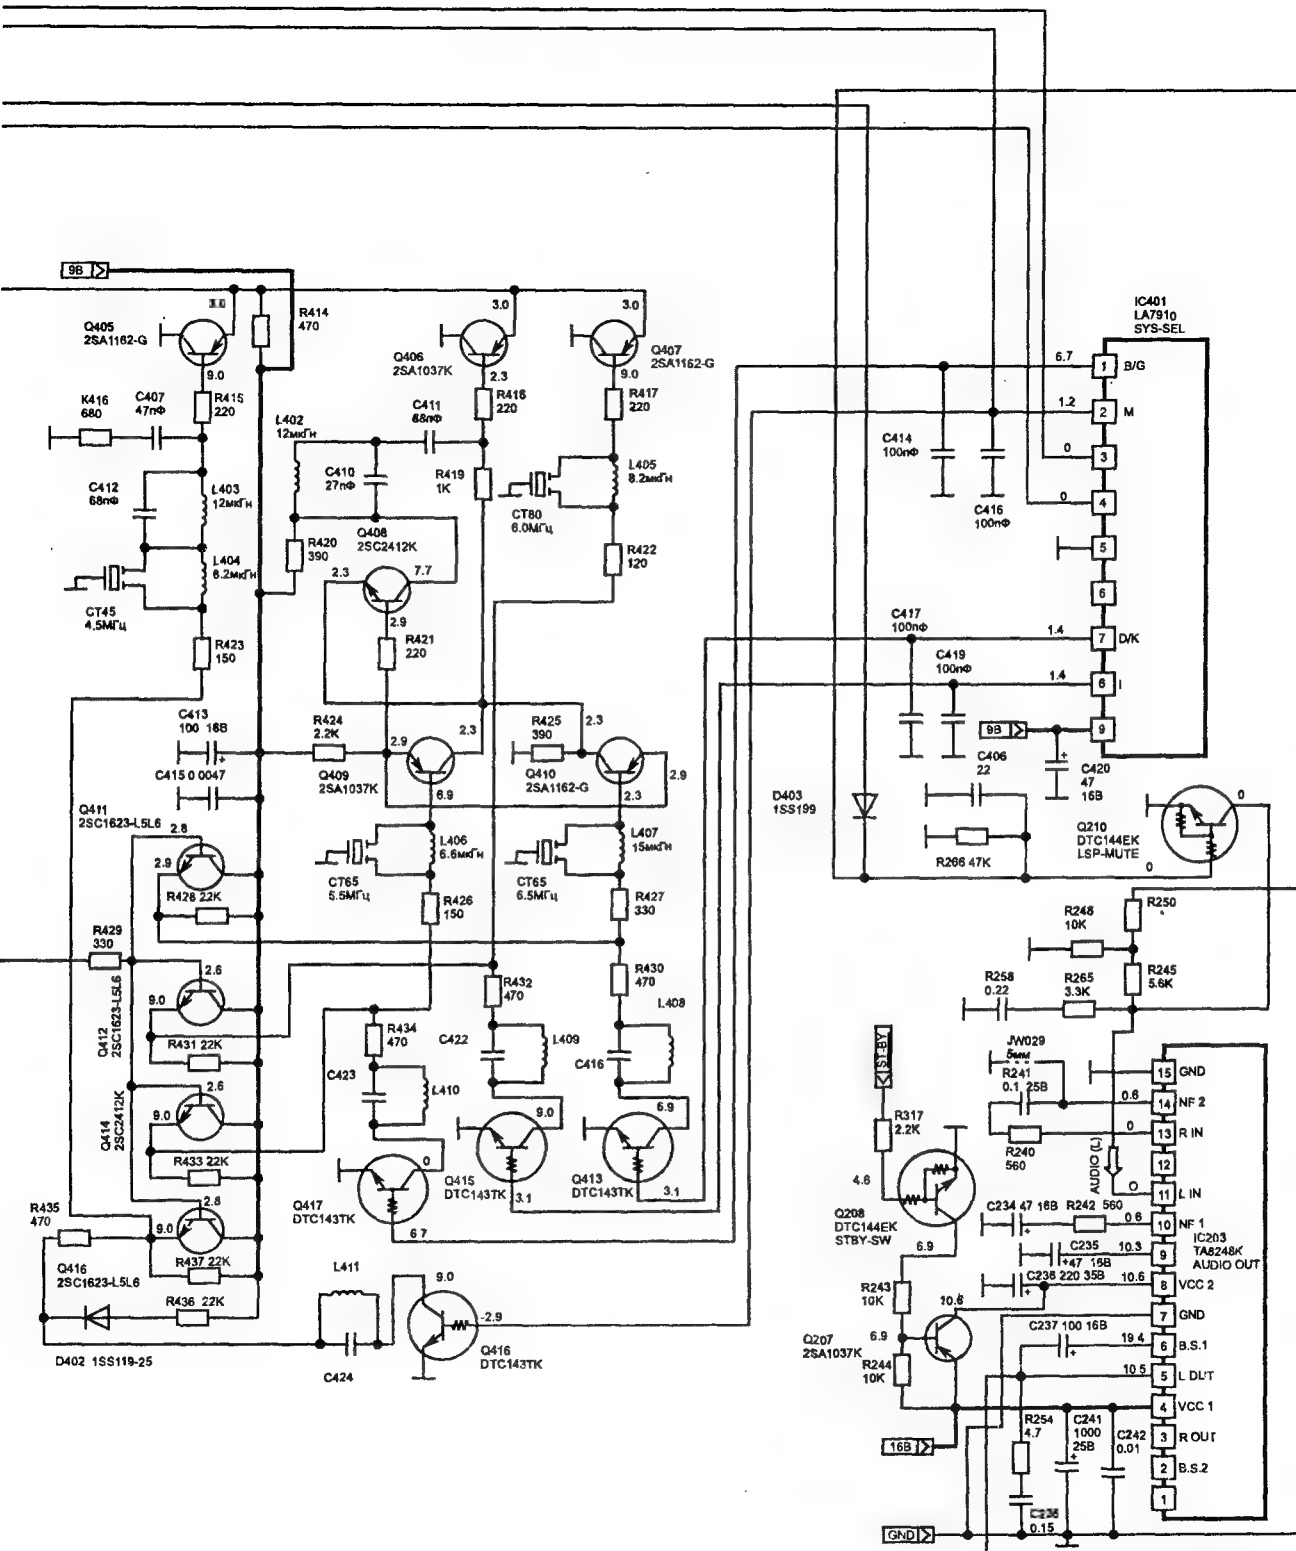 9B
3.0
Q405
2SA1162-G
9.0
R414
470
3.0
Q406
2SA1037K
2.3
3.0
Q407
2SA1162-G
9.0
IC401
LA7910
SYS-SEL
K416
680
C407
47пФ
R415
220
L402
12мкГн
C411
68пФ
R418
220
R417
220
C412
68пФ
L403
12мкГн
C410
27пФ
R419
1K
L405
8.2мкГн
CT80
6.0МГц
L404
8.2мкГн
CT45
4,5МГц
R420
390
Q408
2SC2412K
2.3
7.7
2.9
R421
220
R422
120
R423
150
6.7
1
B/G
1.2
2
M
0
3
0
4
5
6
1.4
7
D/K
1.4
I
9
C414
100пФ
C416
100пФ
C417
100пФ
C419
100пФ
9B
C420
47
16В
C413
100 16В
C415 0 0047
R424
2.2K
2.9
2.3
Q409
2SA1037K
6.9
R425
390
2.3
Q410
2SA1162-G
2.9
2.3
D403
1SS199
C406
22
R266 47K
Q210
DTC144EK
LSP-MUTE
0
0
Q411
2SC1623-L5L6
2.8
2.9
R428 22K
CT65
5.5МГц
L406
6.6мкГн
R426
150
CT65
6.5МГц
L407
15мкГн
R427
330
R429
330
2.6
9.0
Q412
2SC1623-L5L6
R431 22K
R432
470
R430
470
R434
470
C422
L409
C416
L408
C423
L410
2.6
9.0
Q414
2SC2412K
R433 22K
9.0
Q415
DTC143TK
3.1
6.9
Q413
DTC143TK
3.1
0
Q417
DTC143TK
6 7
R435
470
2.8
9.0
Q416
2SC1623-L5L6
R437 22K
R436 22K
D402 1SS119-25
L411
C424
9.0
-2.9
Q416
DTC143TK
R250
R248
10K
R258
0.22
R265
3.3K
R245
5.6K
ST-BY
R317
2.2K
4.6
Q208
DTC144EK
STBY-SW
6.9
R243
10K
10.6
6.9
Q207
2SA1037K
R244
10K
16В
GND
JW029
5мм
R241
0.1 25В
R240
560
AUDIO (L)
C234 47 16В
R242 560
C235
47 16В
C238 220 35В
C237 100 16В
R254
4.7
C241
1000
25В
C242
0.01
0.15
15
GND
0.6
14
NF 2
0
13
R IN
12
O
11
L IN
0 6
10
NF 1
IC203
TA8248K
AUDIO OUT
10.3
9
10.6
8
VCC 2
7
GND
19 4
6
B.S.1
10 5
5
4
VCC 1
3
R OUT
2
B.S.2
1